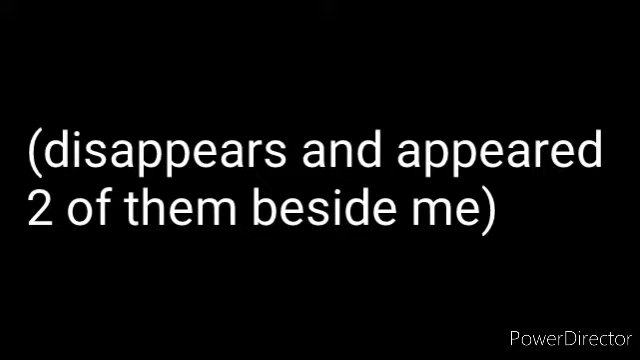 (disappears and appeared
2 of them beside me)
PowerDirector